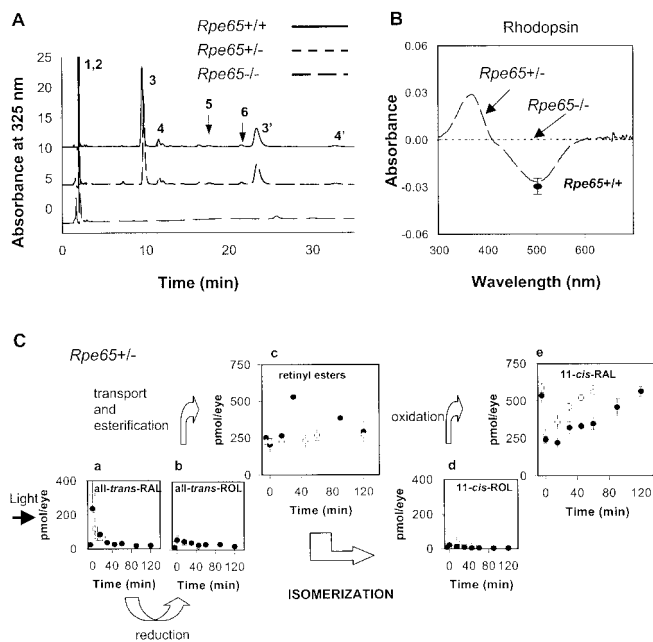 A
Rpe65+/+
Rpe65+/-
Rpe65-/-
Absorbance at 325 nm
25
20
15
10
5
0
1,2
3
4
5
6
3'
4'
0 10 20 30
Time (min)
B
Rhodopsin
Absorbance
0.06
0.03
0.00
-0.03
-0.06
Rpe65+/-
Rpe65-/-
Rpe65+/+
300 400 500 600
Wavelength (nm)
C
Rpe65+/-
transport
and
esterification
c
retinyl esters
pmol/eye
750
500
250
0
0 40 80 120
Time (min)
oxidation
e
11-cis-RAL
pmol/eye
750
500
250
0
0 40 80 120
Time (min)
Light
a
all-trans-RAL
pmol/eye
400
200
0
0 40 80 120
Time (min)
b
all-trans-ROL
0 40 80 120
Time (min)
d
11-cis-ROL
pmol/eye
400
200
0
0 40 80 120
Time (min)
ISOMERIZATION
reduction